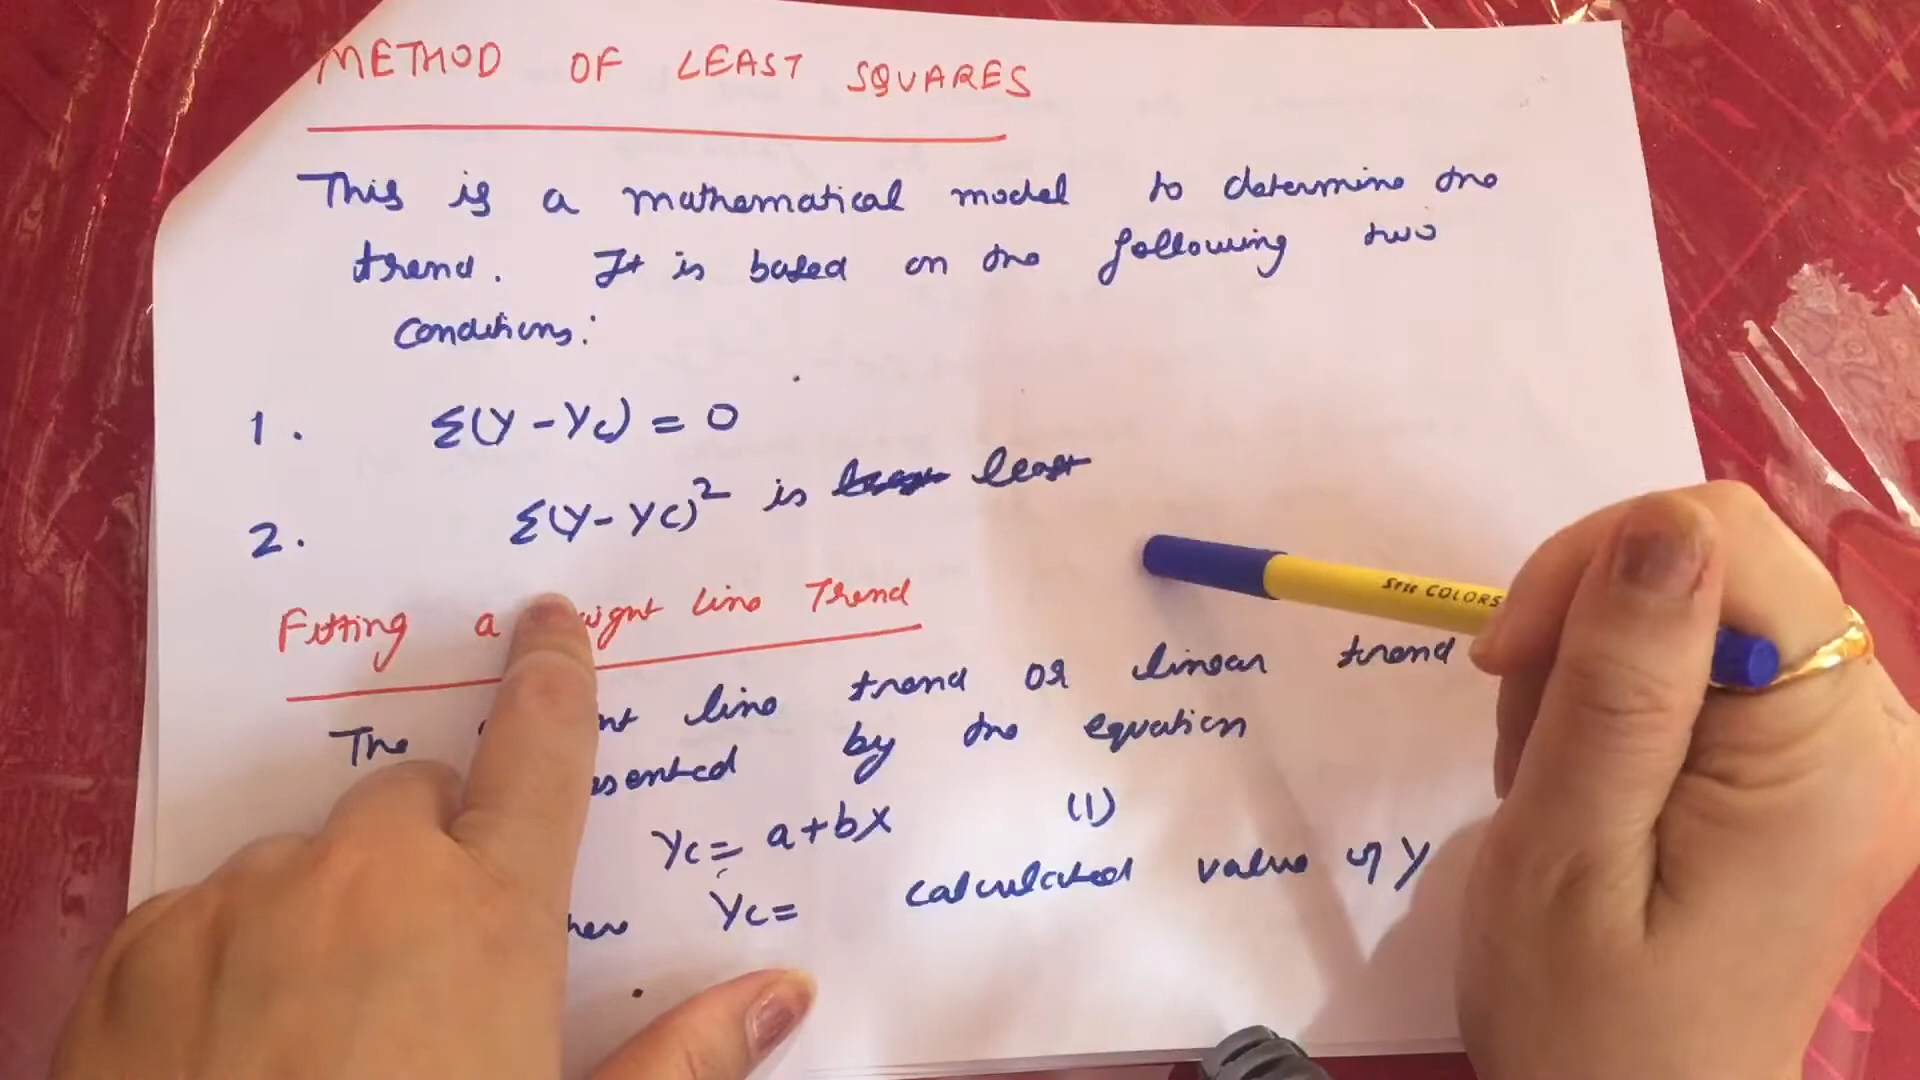 METHOD OF LEAST SQUARES
This is a mathematical model to determine the
trend. It is based on the following two
Conditions:
1. Σ(Y-Yc) = 0
2. Σ(Y-Yc)² is least
Fitting a Line Trend
The line trend or linear trend
by the equation
Yc = a+bX (1)
Yc = calculated value of Y
COLORS